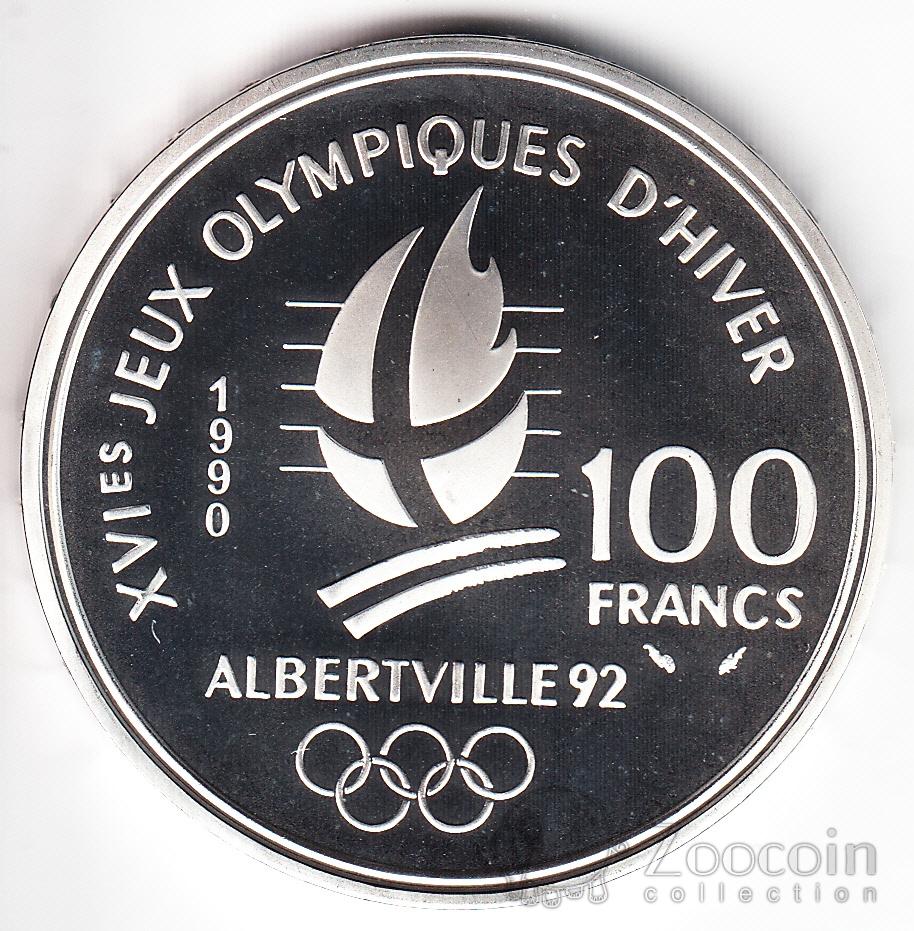 XVIES JEUX OLYMPIQUES D'HIVER
1990
100
FRANCS
ALBERTVILLE 92
Zoocoin
collection